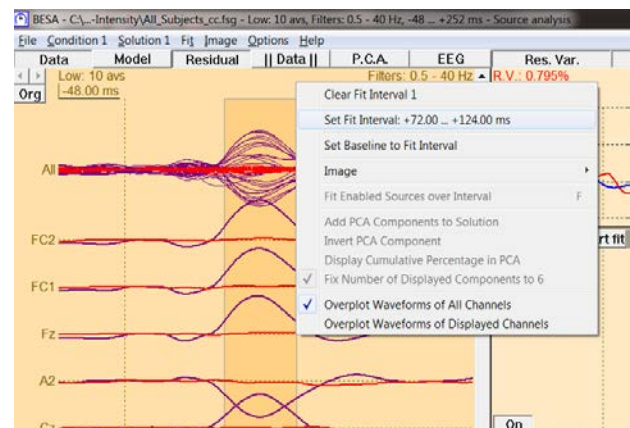 BESA - C:\...-Intensity\All_Subjects_cc.fsg - Low: 10 avs, Filters: 0.5 - 40 Hz, -48 ... +252 ms - Source analysis
File Condition 1 Solution 1 Fit Image Options Help
Data Model Residual || Data || P.C.A. EEG Res. Var.
Low: 10 avs Filters: 0.5 - 40 Hz R.V.: 0.795%
Org -48.00 ms
Clear Fit Interval 1
Set Fit Interval: +72.00 ... +124.00 ms
Set Baseline to Fit Interval
Image
All
Fit Enabled Sources over Interval F
Add PCA Components to Solution
FC2
Invert PCA Component
rt fit
Display Cumulative Percentage in PCA
Fix Number of Displayed Components to 6
FC1
Overplot Waveforms of All Channels
Overplot Waveforms of Displayed Channels
Fz
A2
On